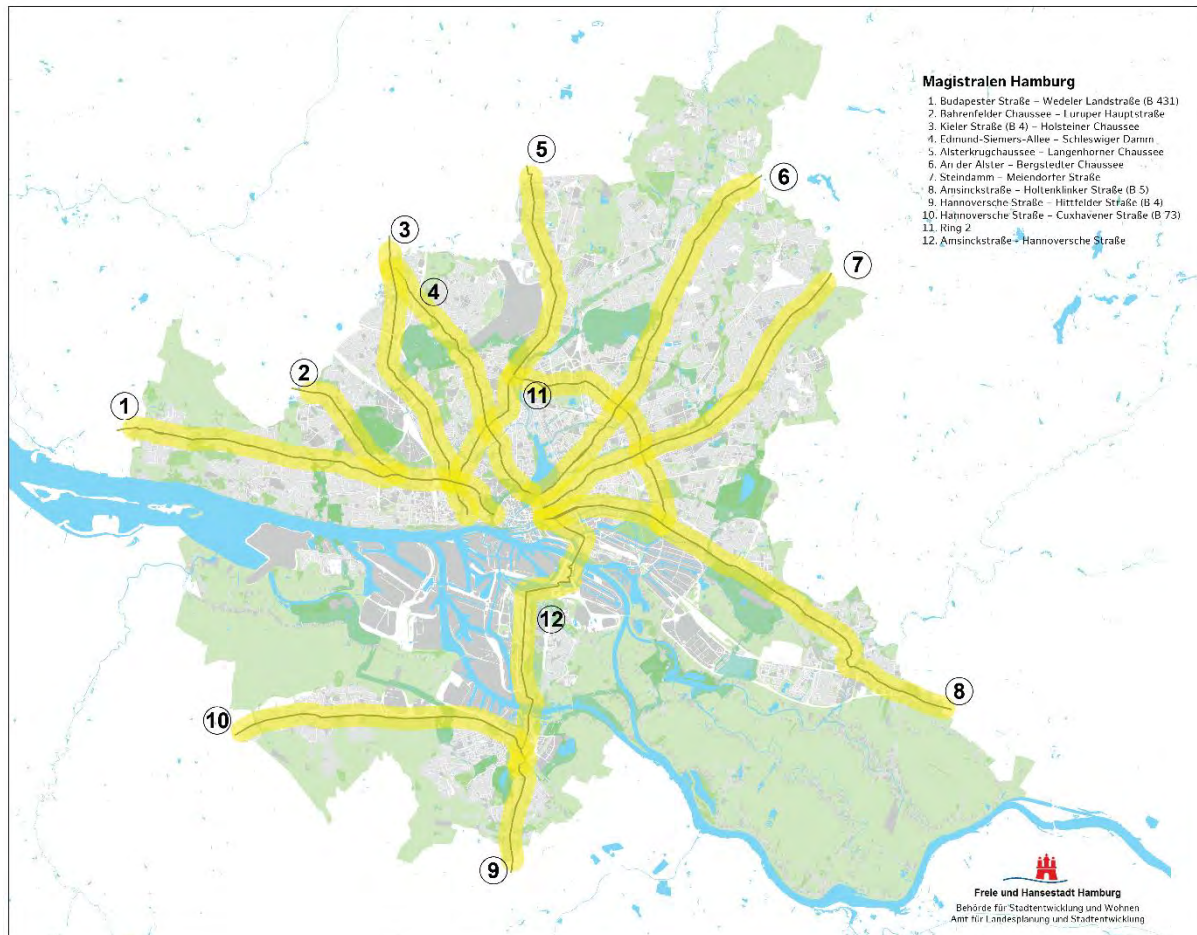 Magistralen Hamburg
1. Budapester Straße – Wedeler Landstraße (B 431)
2. Bahrenfelder Chaussee – Luruper Hauptstraße
3. Kieler Straße (B 4) – Holsteiner Chaussee
4. Edmund-Siemers-Allee – Schleswiger Damm
5. Alsterkrugchaussee – Langenhorner Chaussee
6. An der Alster – Bergstedter Chaussee
7. Steindamm – Meiendorfer Straße
8. Amsinckstraße – Holtenklinker Straße (B 5)
9. Hannoversche Straße – Hittfelder Straße (B 4)
10. Hannoversche Straße – Cuxhavener Straße (B 73)
11. Ring 2
12. Amsinckstraße - Hannoversche Straße
5
6
3
7
4
2
11
1
12
8
10
9
Freie und Hansestadt Hamburg
Behörde für Stadtentwicklung und Wohnen
Amt für Landesplanung und Stadtentwicklung